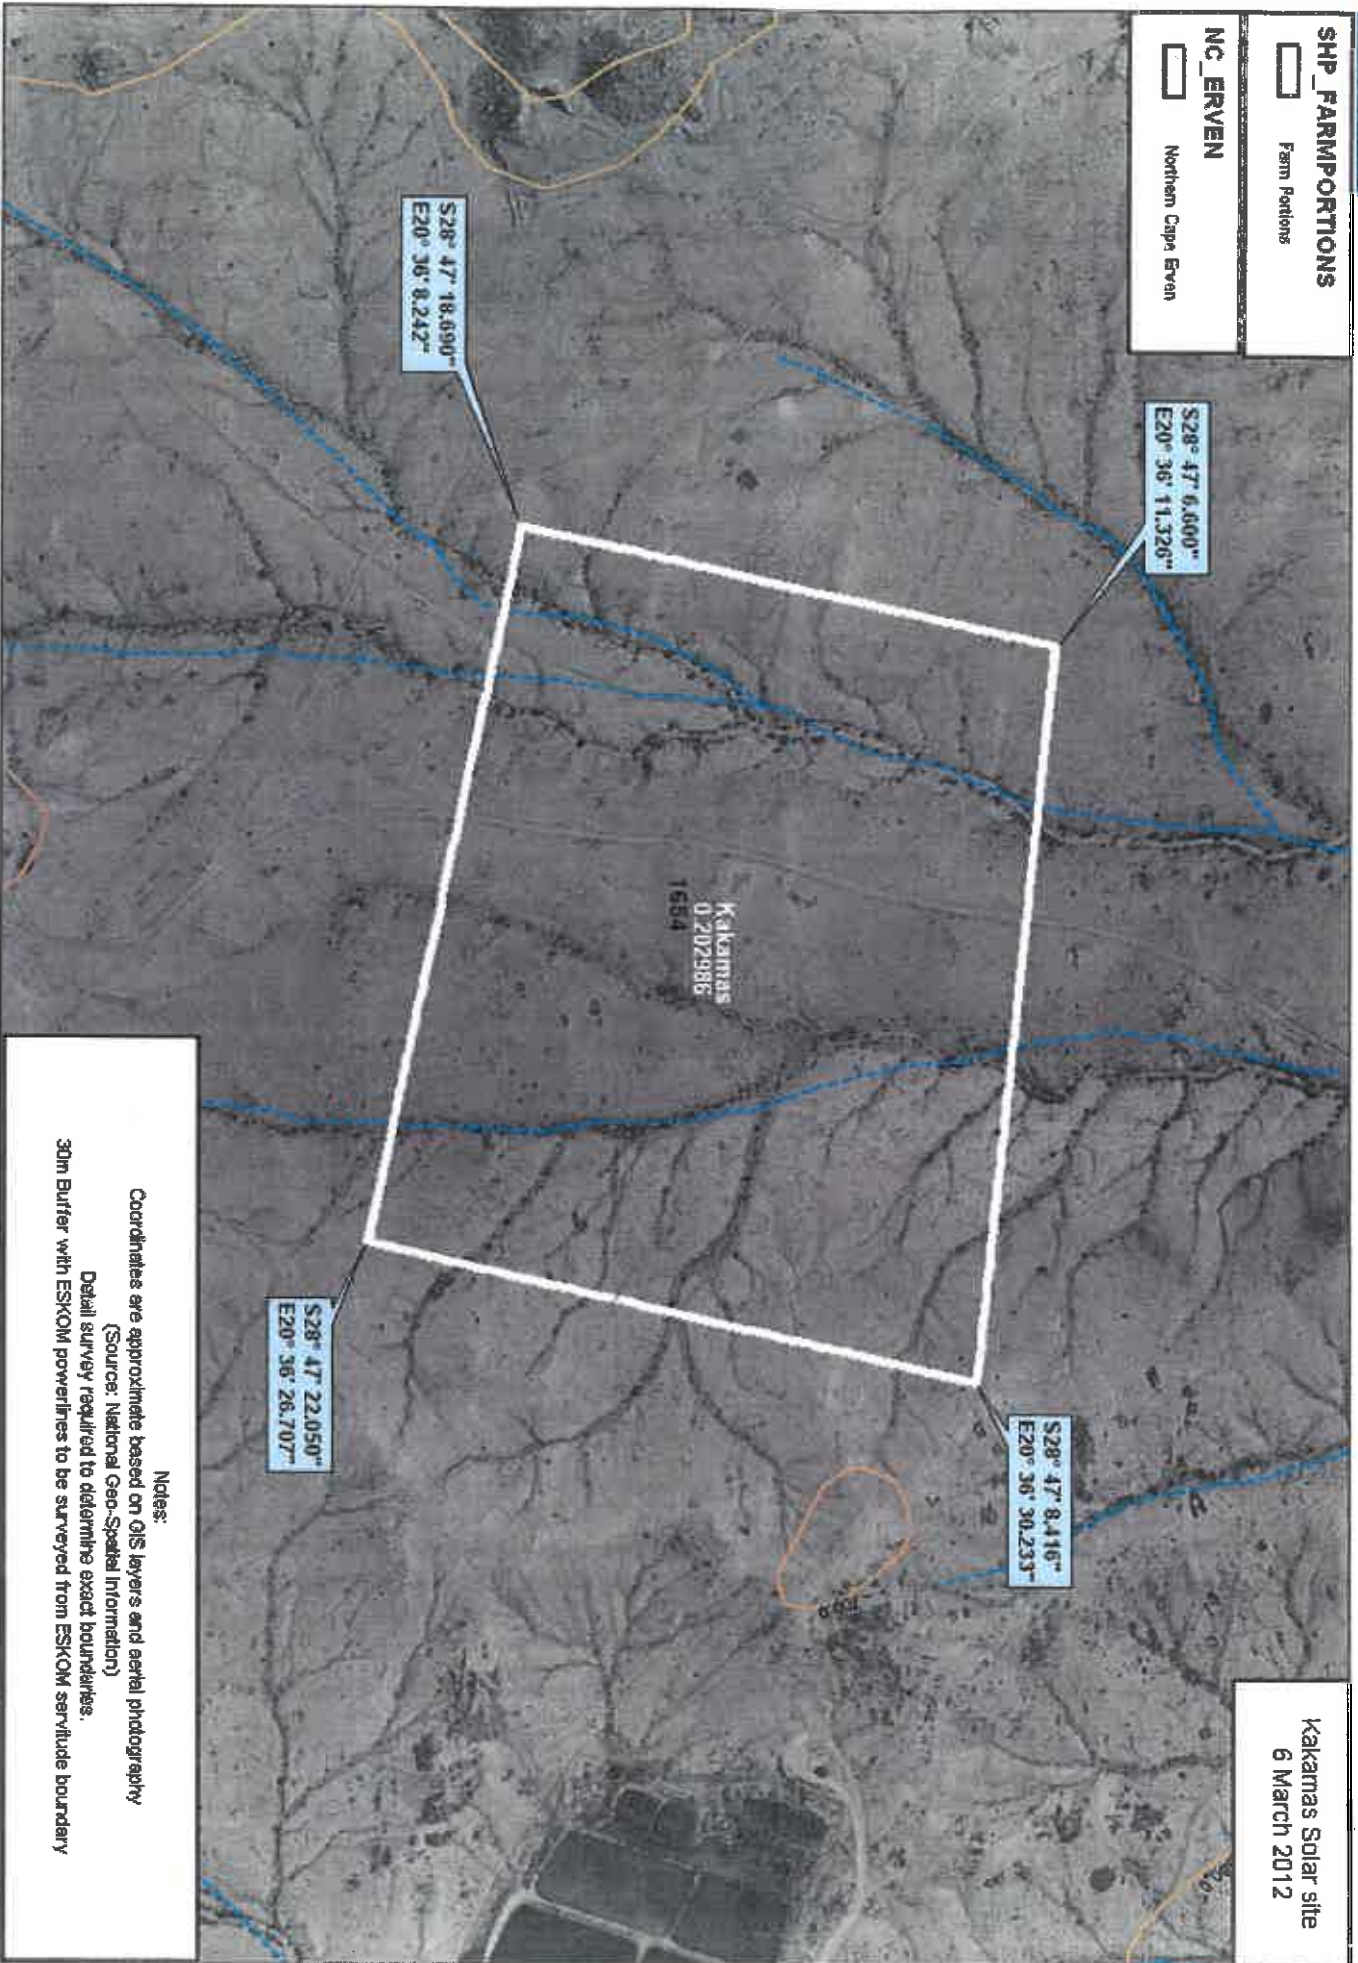 SHP_FARMPORTIONS
Farm Portions
NC_ERVEN
Northern Cape Erven
Kakamas Solar site
6 March 2012
S28° 47' 6.600"
E20° 36' 11.326"
S28° 47' 8.416"
E20° 36' 30.233"
Kakamas
0.202986
1654
S28° 47' 18.690"
E20° 36' 8.242"
S28° 47' 22.050"
E20° 36' 26.707"
Notes:
Coordinates are approximate based on GIS layers and aerial photography
(Source: National Geo-Spatial Information)
Detail survey required to determine exact boundaries.
30m Buffer with ESKOM powerlines to be surveyed from ESKOM servitude boundary